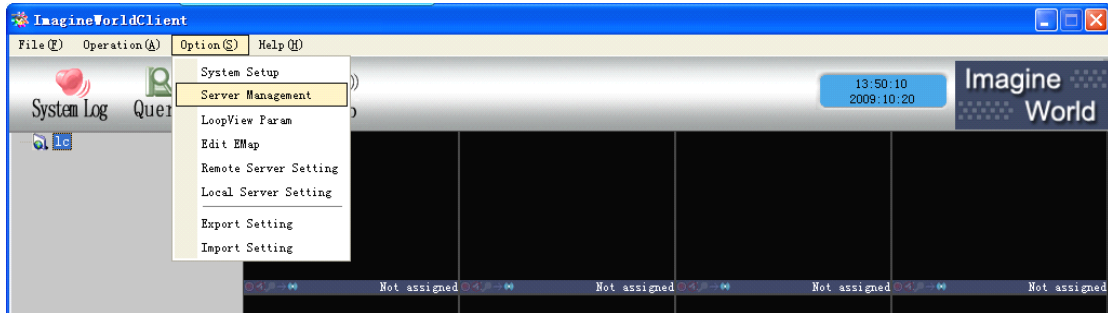 ImagineWorldClient
File(F) Operation(A) Option(S) Help(H)
System Setup
Server Management
LoopView Param
Edit EMap
Remote Server Setting
Local Server Setting
Export Setting
Import Setting
System Log
13:50:10
2009:10:20
Imagine
World
lc
Not assigned Not assigned Not assigned Not assigned